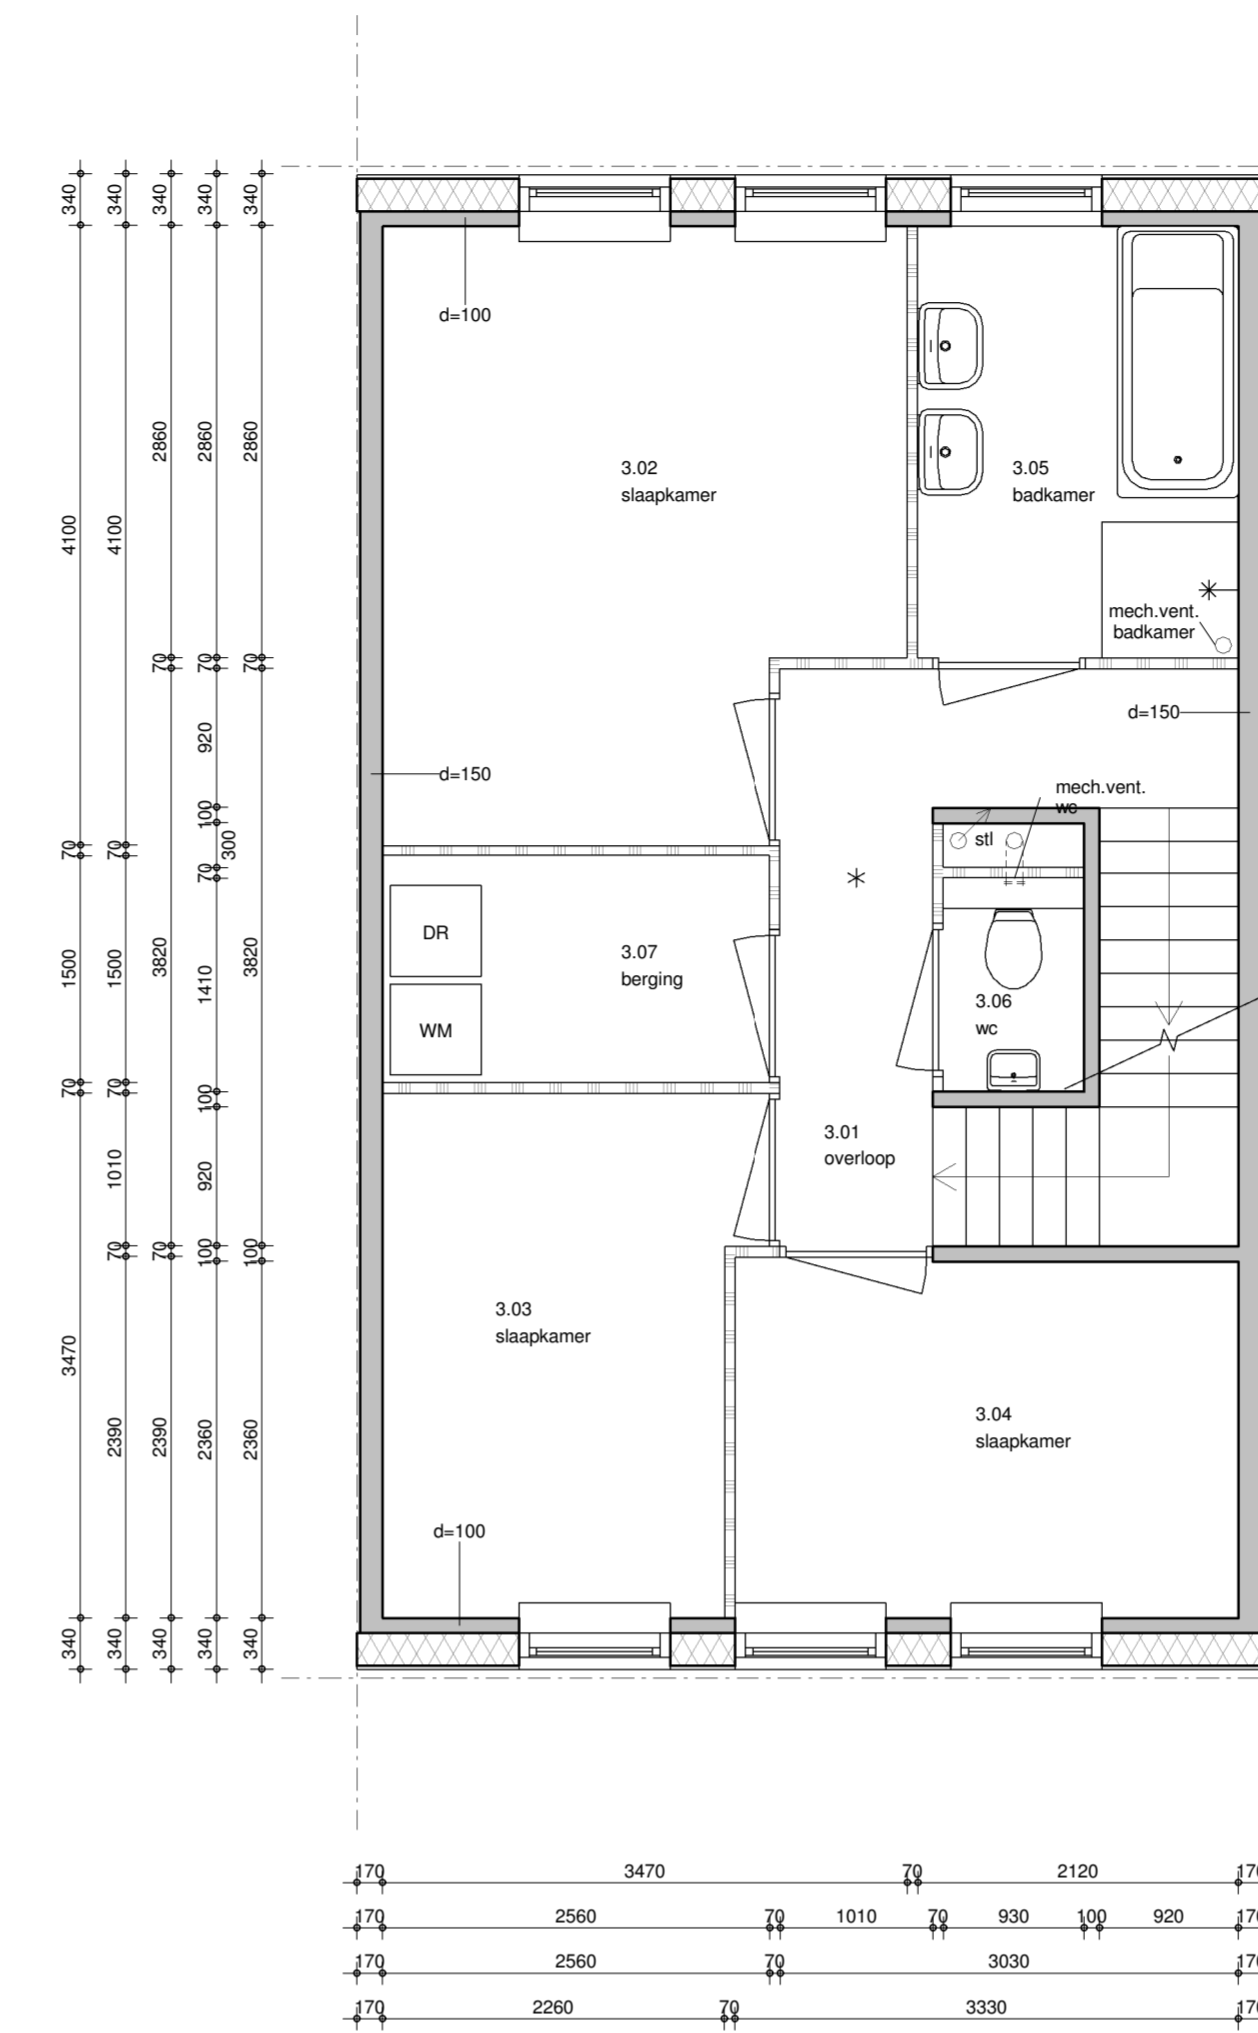 340 340 340 340 340
d=100
2860 2860 2860
4100 4100
3.02
slaapkamer
3.05
badkamer
mech.vent.
badkamer
70 70 70
d=150
920
d=150
mech.vent.
wc
100
300
stl
70 70
70
DR
3.07
berging
1500 1500 3820 1410 3820
3.06
wc
WM
70 70
100
3.01
overloop
1010
920
70 70 100 100
3.03
slaapkamer
3470
3.04
slaapkamer
2390 2390 2360 2360
d=100
340 340 340 340 340
170 3470 70 2120 170
170 2560 70 1010 70 930 100 920 170
170 2560 70 3030 170
170 2260 70 3330 170